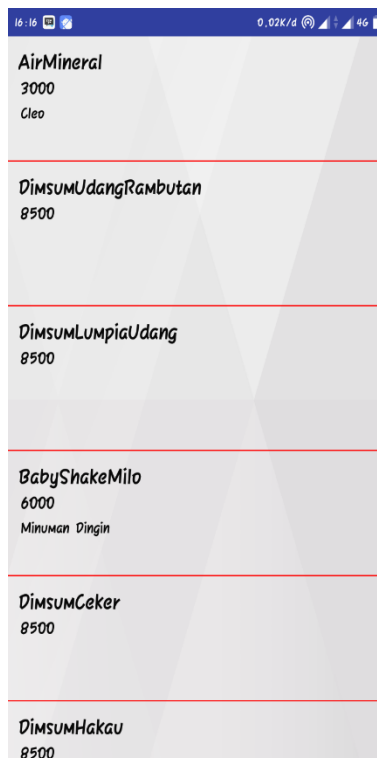 16:16 0,02K/d 4G
AirMineral
3000
Cleo
DimsumUdangRambutan
8500
DimsumLumpiaUdang
8500
BabyShakeMilo
6000
Minuman Dingin
DimsumCeker
8500
DimsumHakau
8500